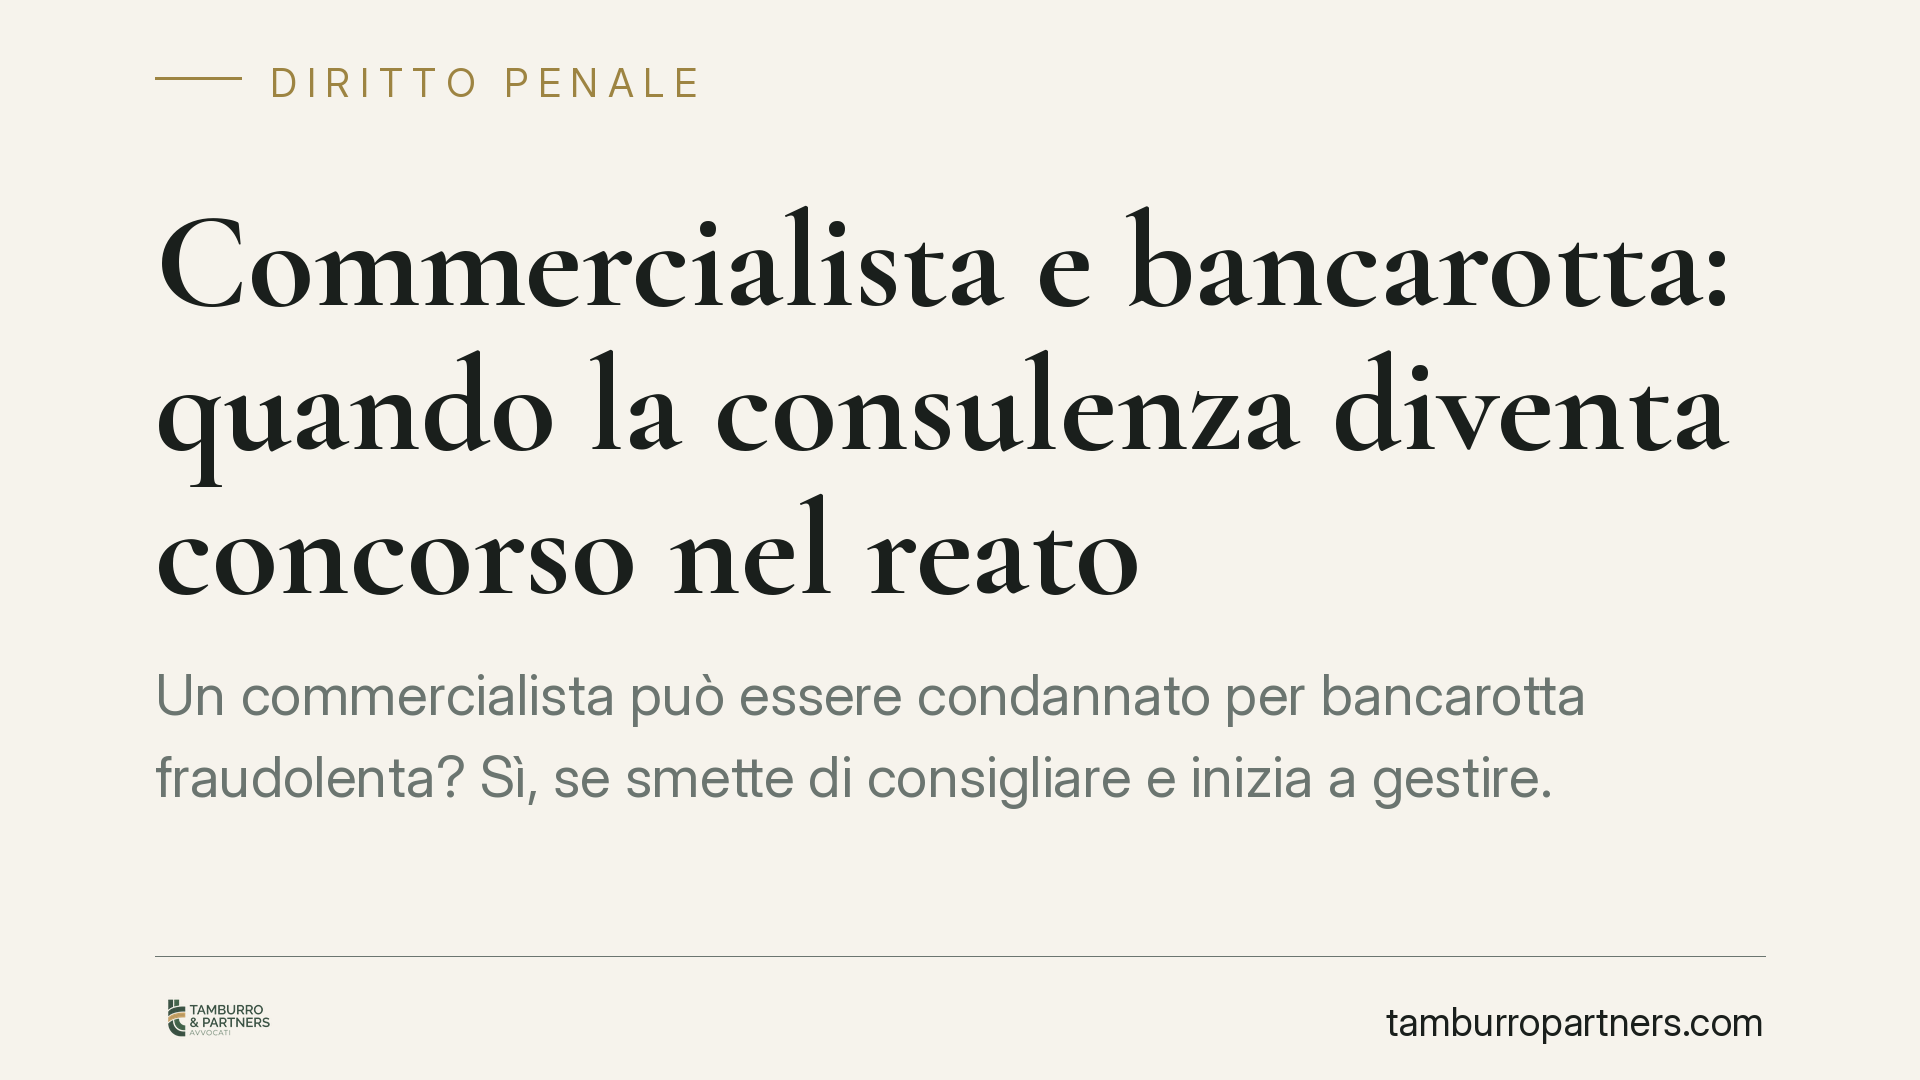 DIRITTO PENALE
Commercialista e bancarotta:
quando la consulenza diventa
concorso nel reato
Un commercialista può essere condannato per bancarotta
fraudolenta? Sì, se smette di consigliare e inizia a gestire.
TAMBURRO
& PARTNERS
AVVOCATI
tamburropartners.com